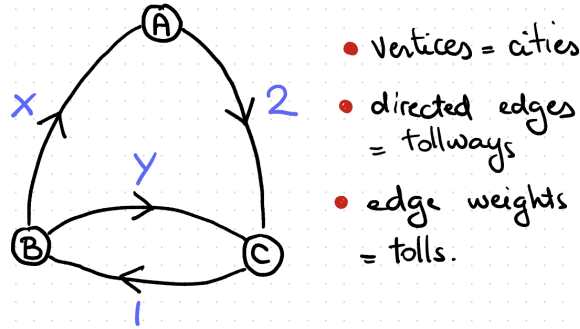 A
X
2
Y
B
C
1
• vertices = cities
• directed edges
= tollways
• edge weights
= tolls.